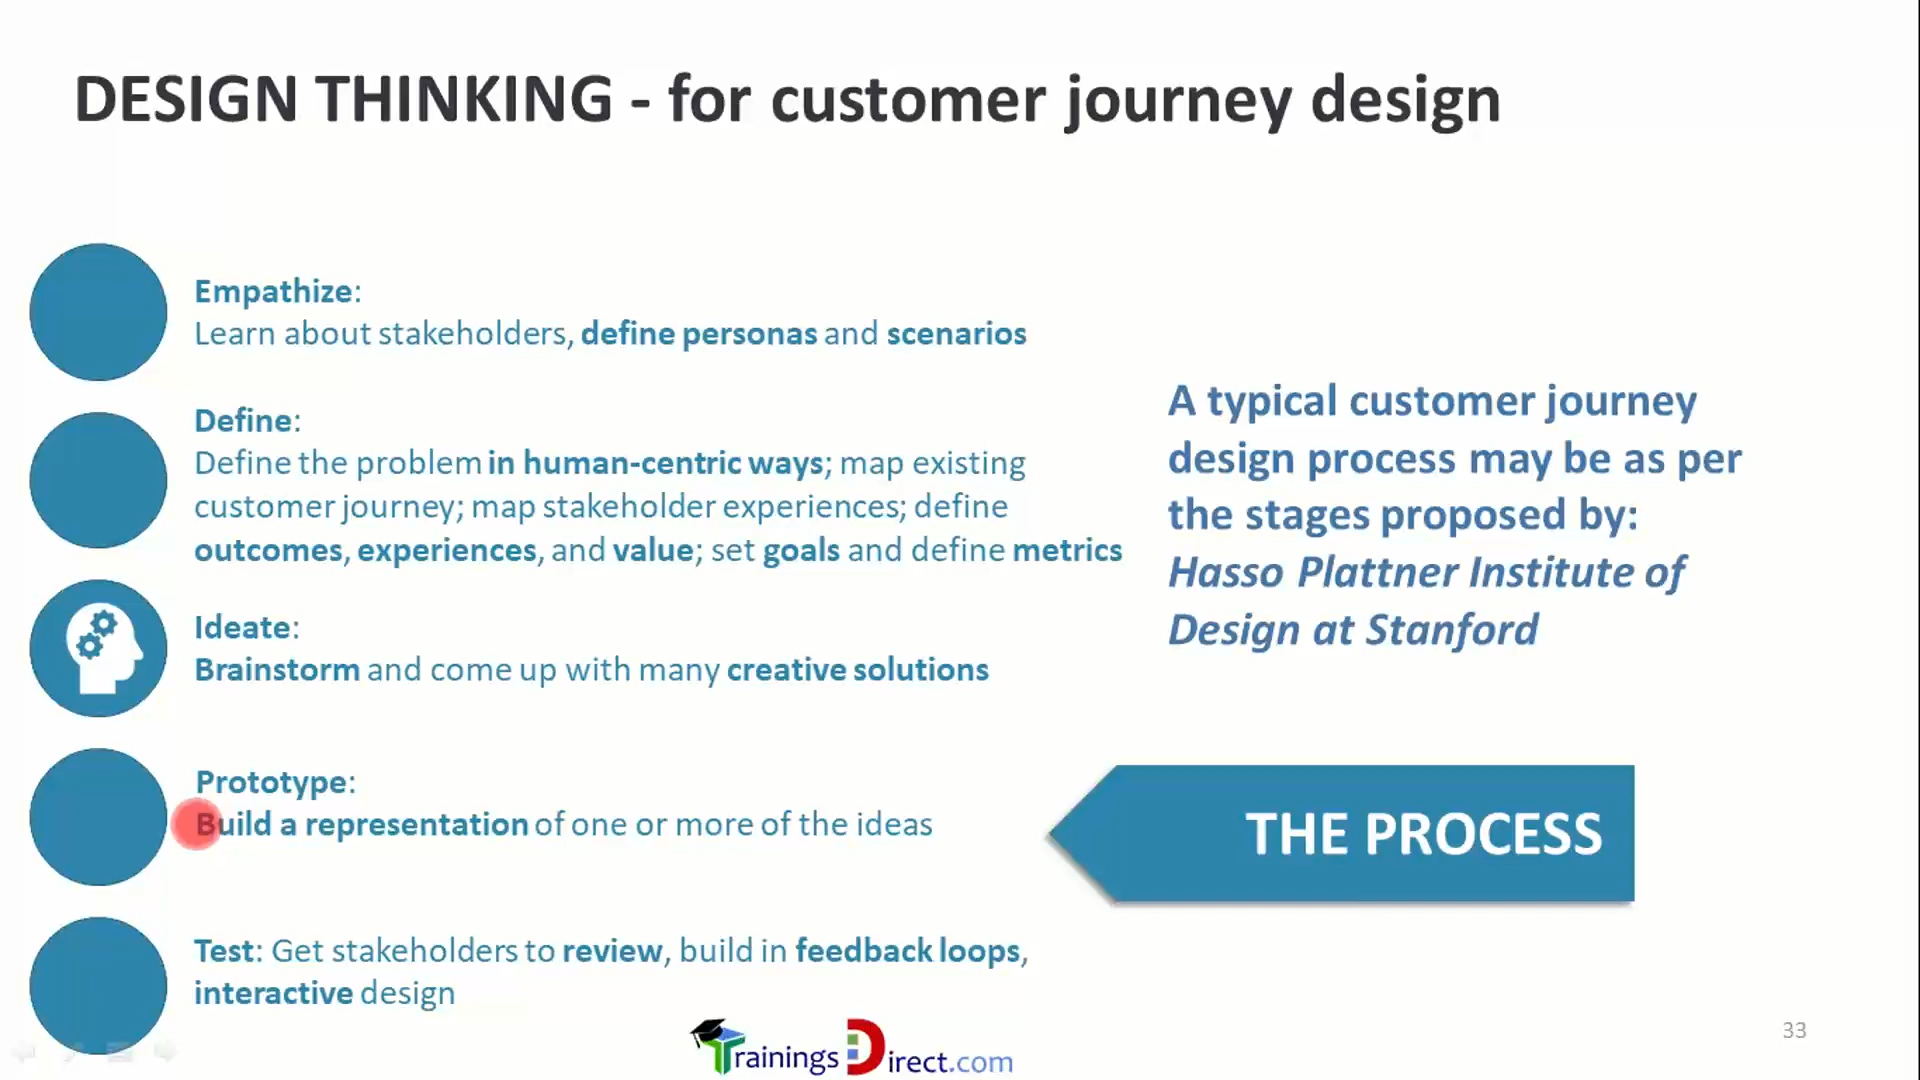 DESIGN THINKING - for customer journey design
Empathize:
Learn about stakeholders, define personas and scenarios
Define:
Define the problem in human-centric ways; map existing
customer journey; map stakeholder experiences; define
outcomes, experiences, and value; set goals and define metrics
Ideate:
Brainstorm and come up with many creative solutions
Prototype:
Build a representation of one or more of the ideas
Test: Get stakeholders to review, build in feedback loops,
interactive design
A typical customer journey
design process may be as per
the stages proposed by:
Hasso Plattner Institute of
Design at Stanford
THE PROCESS
TrainingsDirect.com
33